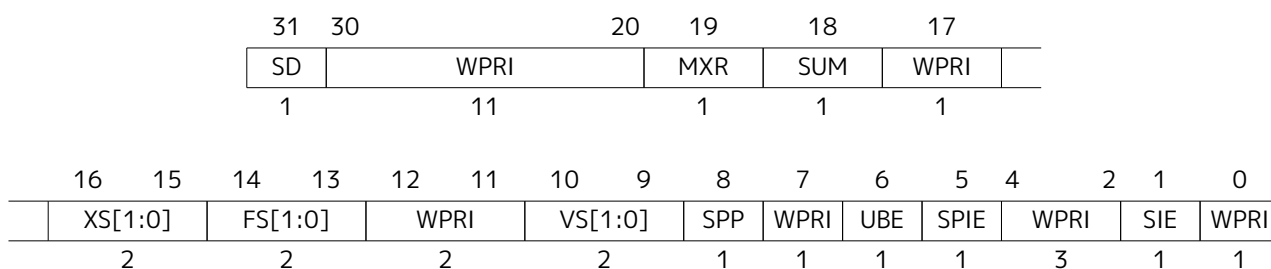 31 30 20 19 18 17
SD WPRI MXR SUM WPRI
1 11 1 1 1
16 15 14 13 12 11 10 9 8 7 6 5 4 2 1 0
XS[1:0] FS[1:0] WPRI VS[1:0] SPP WPRI UBE SPIE WPRI SIE WPRI
2 2 2 2 1 1 1 1 3 1 1